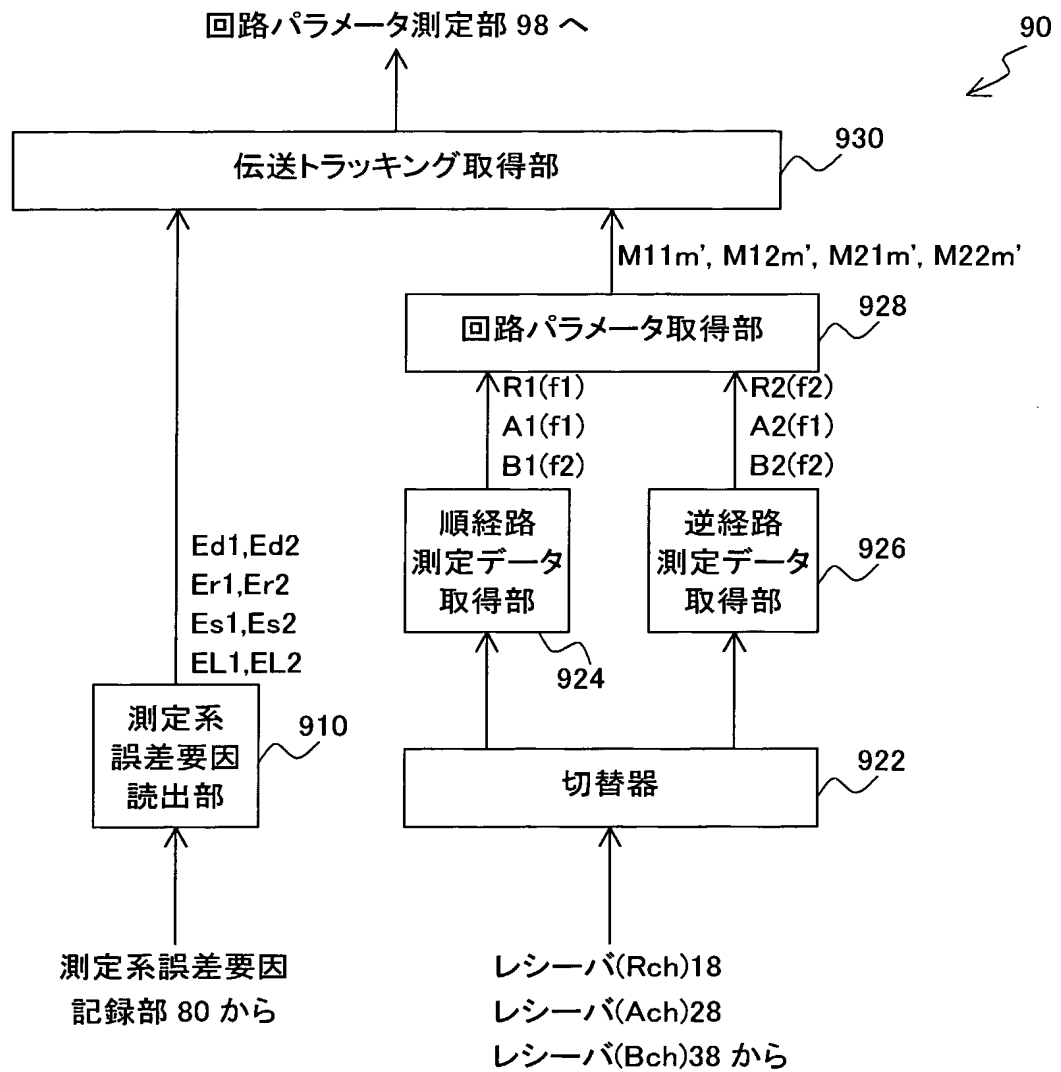 回路パラメータ測定部 98 へ
90
伝送トラッキング取得部
930
M11m', M12m', M21m', M22m'
回路パラメータ取得部
928
R1(f1)
A1(f1)
B1(f2)
R2(f2)
A2(f1)
B2(f2)
順経路
測定データ
取得部
924
逆経路
測定データ
取得部
926
Ed1,Ed2
Er1,Er2
Es1,Es2
EL1,EL2
測定系
誤差要因
読出部
910
切替器
922
測定系誤差要因
記録部 80 から
レシーバ(Rch)18
レシーバ(Ach)28
レシーバ(Bch)38 から